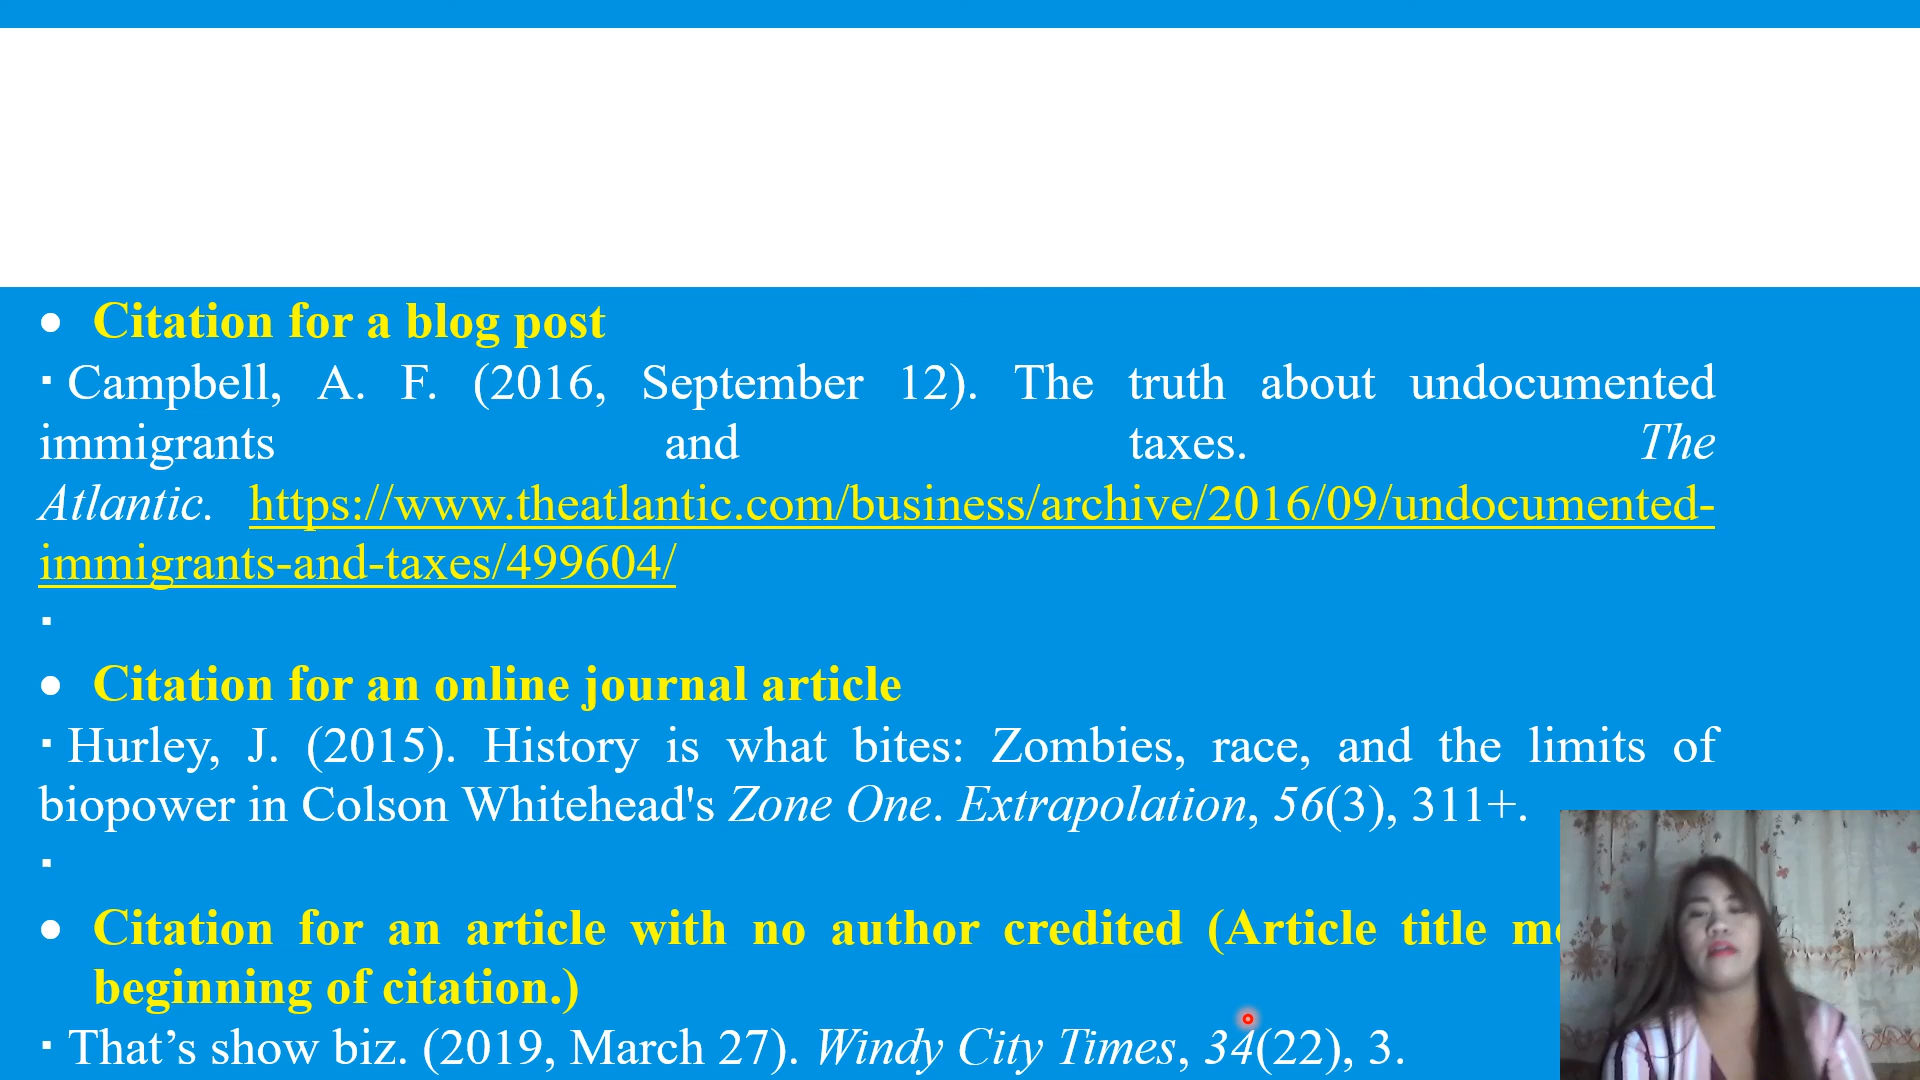 • Citation for a blog post
▪ Campbell, A. F. (2016, September 12). The truth about undocumented
immigrants and taxes. The
Atlantic. https://www.theatlantic.com/business/archive/2016/09/undocumented-
immigrants-and-taxes/499604/
▪
• Citation for an online journal article
▪ Hurley, J. (2015). History is what bites: Zombies, race, and the limits of
biopower in Colson Whitehead's Zone One. Extrapolation, 56(3), 311+.
▪
• Citation for an article with no author credited (Article title
beginning of citation.)
▪ That’s show biz. (2019, March 27). Windy City Times, 34(22), 3.